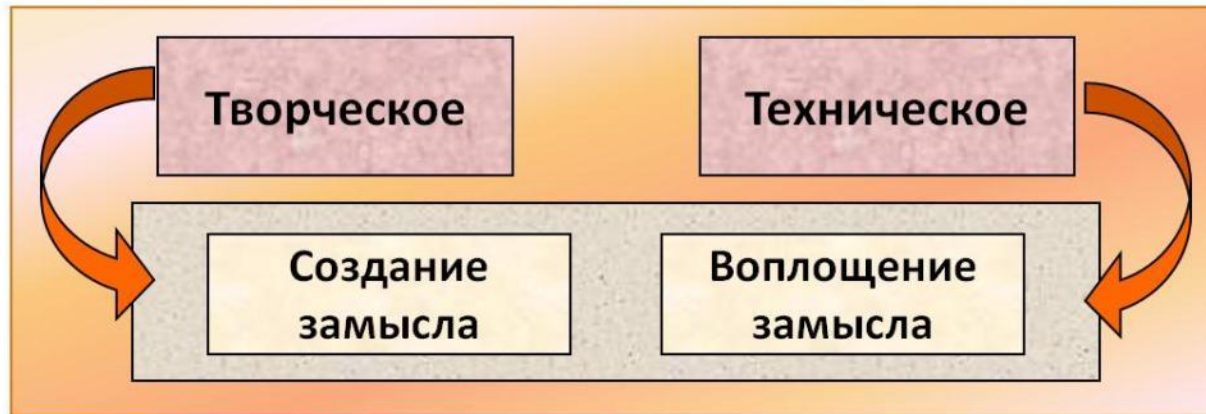 Творческое
Техническое
Создание
замысла
Воплощение
замысла